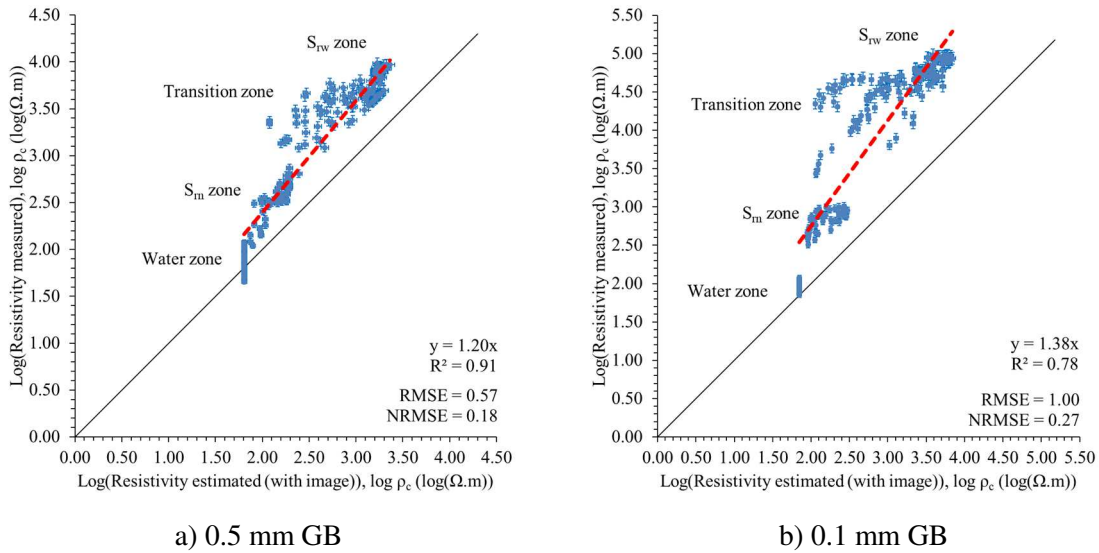 4.50
4.00
3.50
3.00
2.50
2.00
1.50
1.00
0.50
0.00
Log(Resistivity measured), log ρc (log(Ω.m))
Srw zone
Transition zone
Srn zone
Water zone
y = 1.20x
R² = 0.91
RMSE = 0.57
NRMSE = 0.18
0.00 0.50 1.00 1.50 2.00 2.50 3.00 3.50 4.00 4.50
Log(Resistivity estimated (with image)), log ρc (log(Ω.m))
a) 0.5 mm GB
5.50
5.00
4.50
4.00
3.50
3.00
2.50
2.00
1.50
1.00
0.50
0.00
Log(Resistivity measured), log ρc (log(Ω.m))
Srw zone
Transition zone
Srn zone
Water zone
y = 1.38x
R² = 0.78
RMSE = 1.00
NRMSE = 0.27
0.00 0.50 1.00 1.50 2.00 2.50 3.00 3.50 4.00 4.50 5.00 5.50
Log(Resistivity estimated (with image)), log ρc (log(Ω.m))
b) 0.1 mm GB